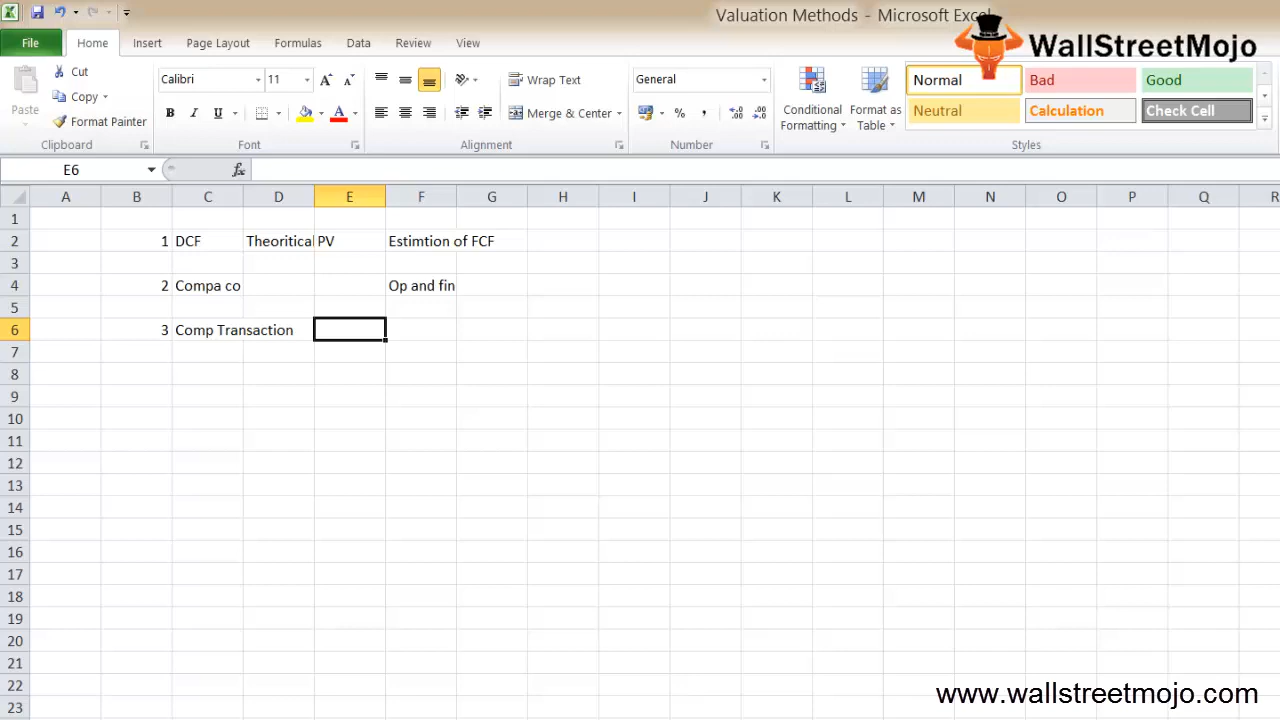 Valuation Methods - Microsoft Excel
WallStreetMojo
File Home Insert Page Layout Formulas Data Review View
Paste
Cut
Copy
Format Painter
Clipboard
Calibri 11
B I U
Font
Wrap Text
Merge & Center
Alignment
General
% ,
Number
Conditional Formatting
Format as Table
Normal Bad Good
Neutral Calculation Check Cell
Styles
E6 fx
A B C D E F G H I J K L M N O P Q R
1
2 1 DCF Theoritical PV Estimtion of FCF
3
4 2 Compa co Op and fin
5
6 3 Comp Transaction
7
8
9
10
11
12
13
14
15
16
17
18
19
20
21
22
23
www.wallstreetmojo.com